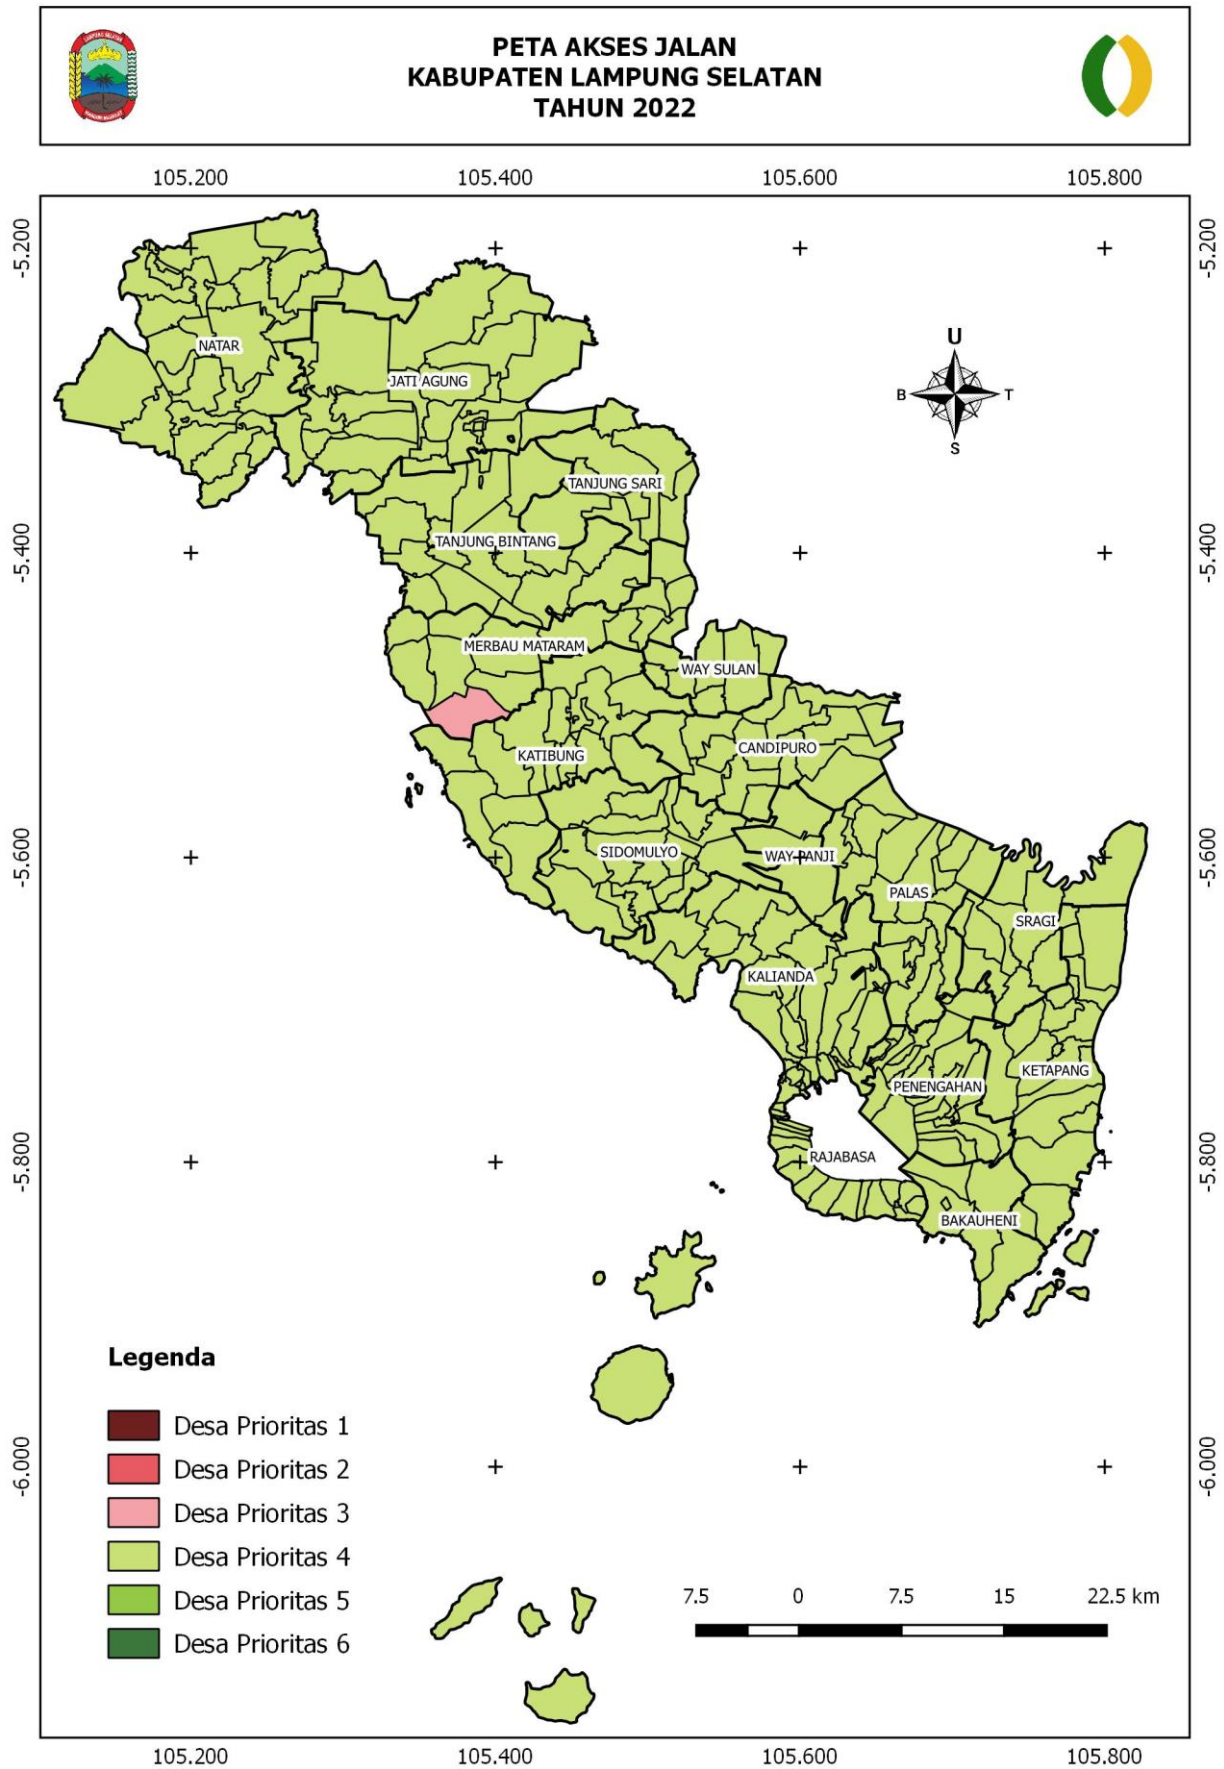 PETA AKSES JALAN
KABUPATEN LAMPUNG SELATAN
TAHUN 2022
LAMPUNG SELATAN
105.200 105.400 105.600 105.800
-5.200 -5.200
U
B T
S
NATAR
JATI AGUNG
TANJUNG SARI
TANJUNG BINTANG
-5.400 -5.400
MERBAU MATARAM
WAY SULAN
CANDIPURO
KATIBUNG
SIDOMULYO
WAY PANJI
-5.600 -5.600
PALAS
SRAGI
KALIANDA
KETAPANG
PENENGAHAN
RAJABASA
-5.800 -5.800
BAKAUHENI
Legenda
Desa Prioritas 1
Desa Prioritas 2
-6.000 -6.000
Desa Prioritas 3
Desa Prioritas 4
Desa Prioritas 5
Desa Prioritas 6
7.5 0 7.5 15 22.5 km
105.200 105.400 105.600 105.800